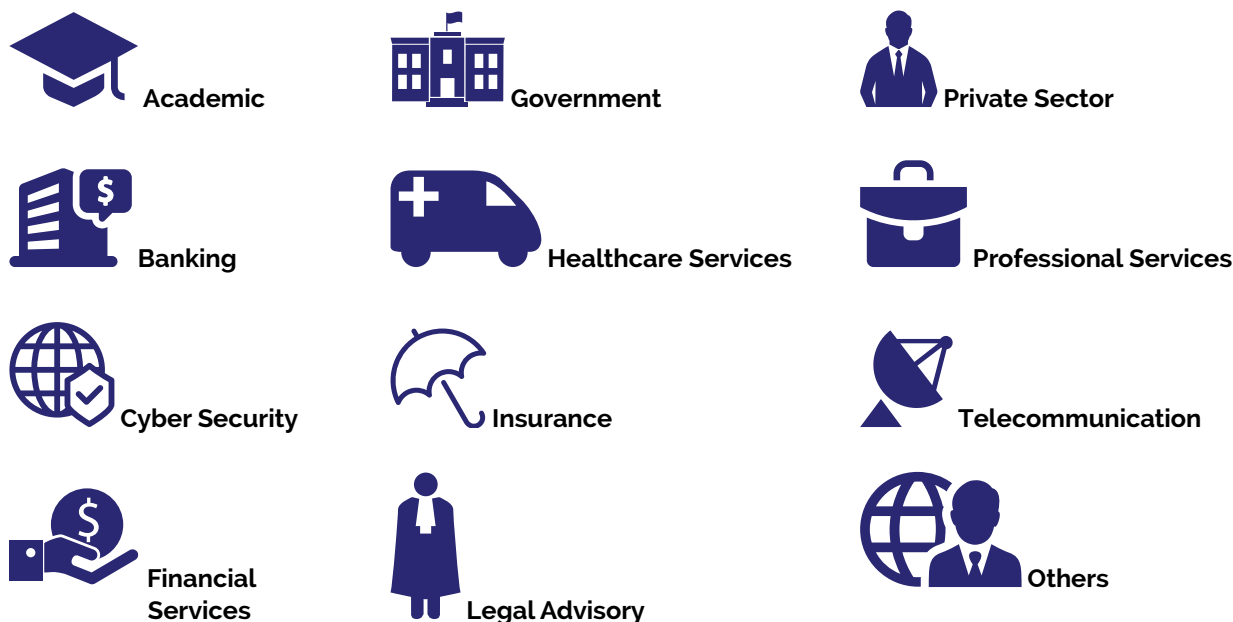 Academic
Government
Private Sector
$
Banking
Healthcare Services
Professional Services
Cyber Security
Insurance
Telecommunication
$
Financial
Services
Legal Advisory
Others